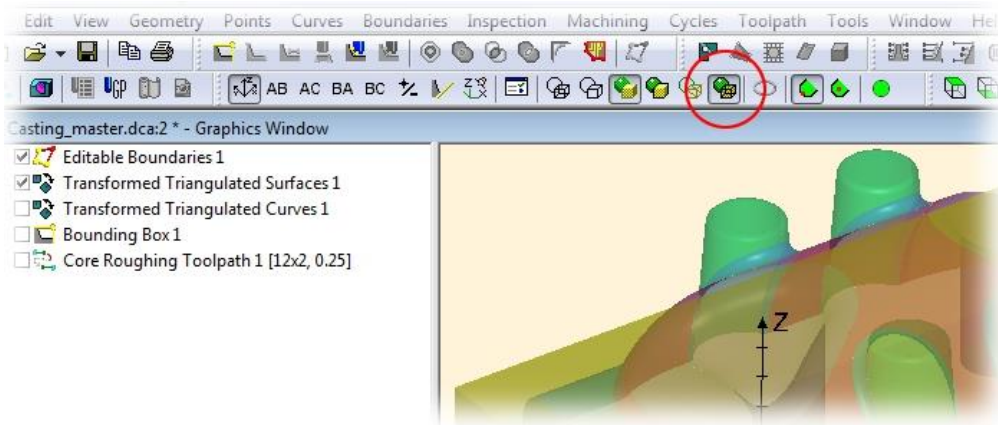 Edit View Geometry Points Curves Boundaries Inspection Machining Cycles Toolpath Tools Window
GP AB AC BA BC
Casting_master.dca:2 * - Graphics Window
Editable Boundaries 1
Transformed Triangulated Surfaces 1
Transformed Triangulated Curves 1
Bounding Box 1
Core Roughing Toolpath 1 [12x2, 0.25]
Z